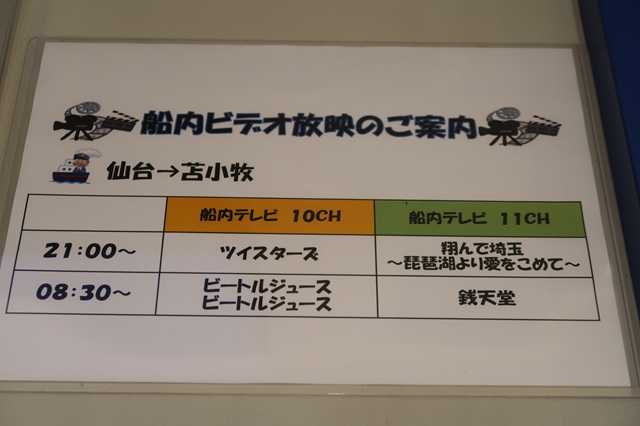 船内ビデオ放映のご案内
仙台→苫小牧
船内テレビ 10CH
船内テレビ 11CH
21:00～
ツイスターズ
翔んで埼玉
～琵琶湖より愛をこめて～
08:30～
ビートルジュース
ビートルジュース
銭天堂